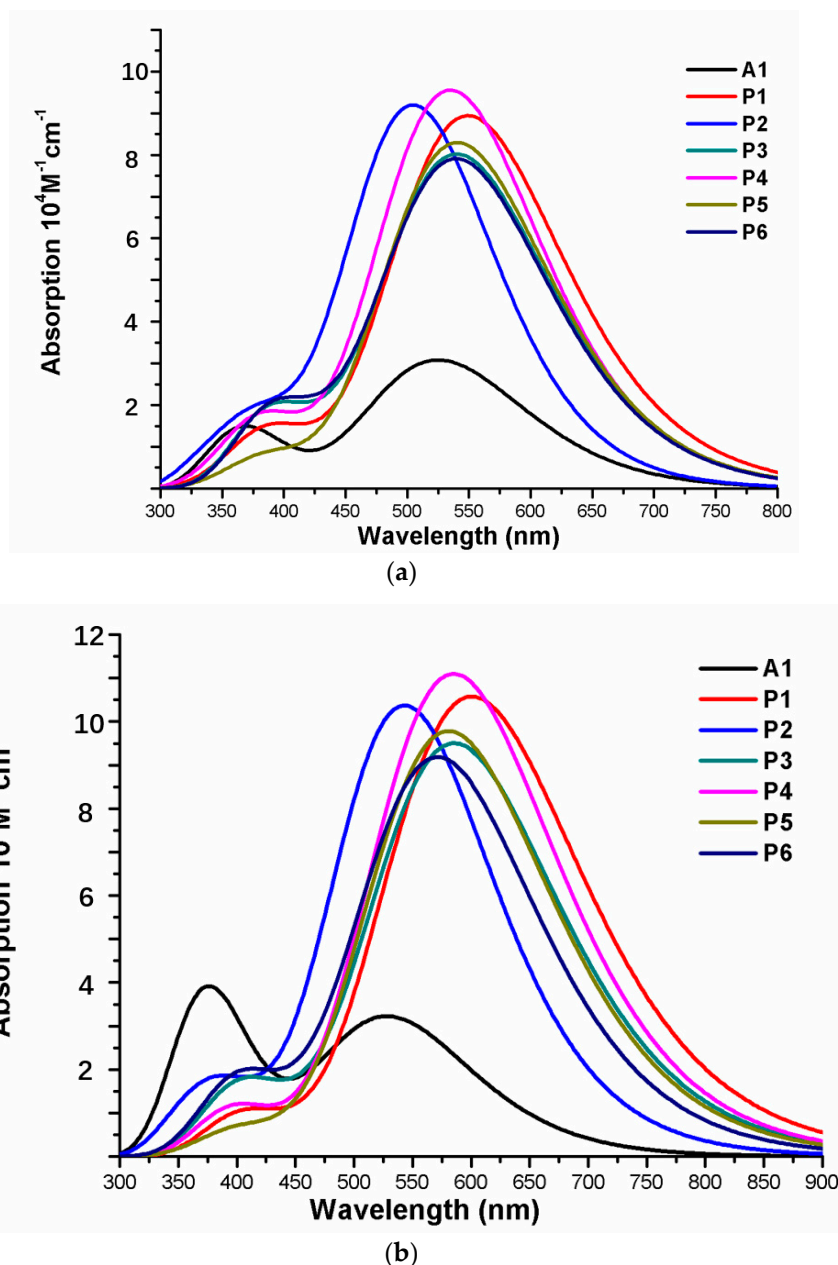 10
8
6
4
2
Absorption 10⁴M⁻¹cm⁻¹
A1
P1
P2
P3
P4
P5
P6
300 350 400 450 500 550 600 650 700 750 800
Wavelength (nm)
(a)
12
10
8
6
4
2
A1
P1
P2
P3
P4
P5
P6
300 350 400 450 500 550 600 650 700 750 800 850 900
Wavelength (nm)
(b)